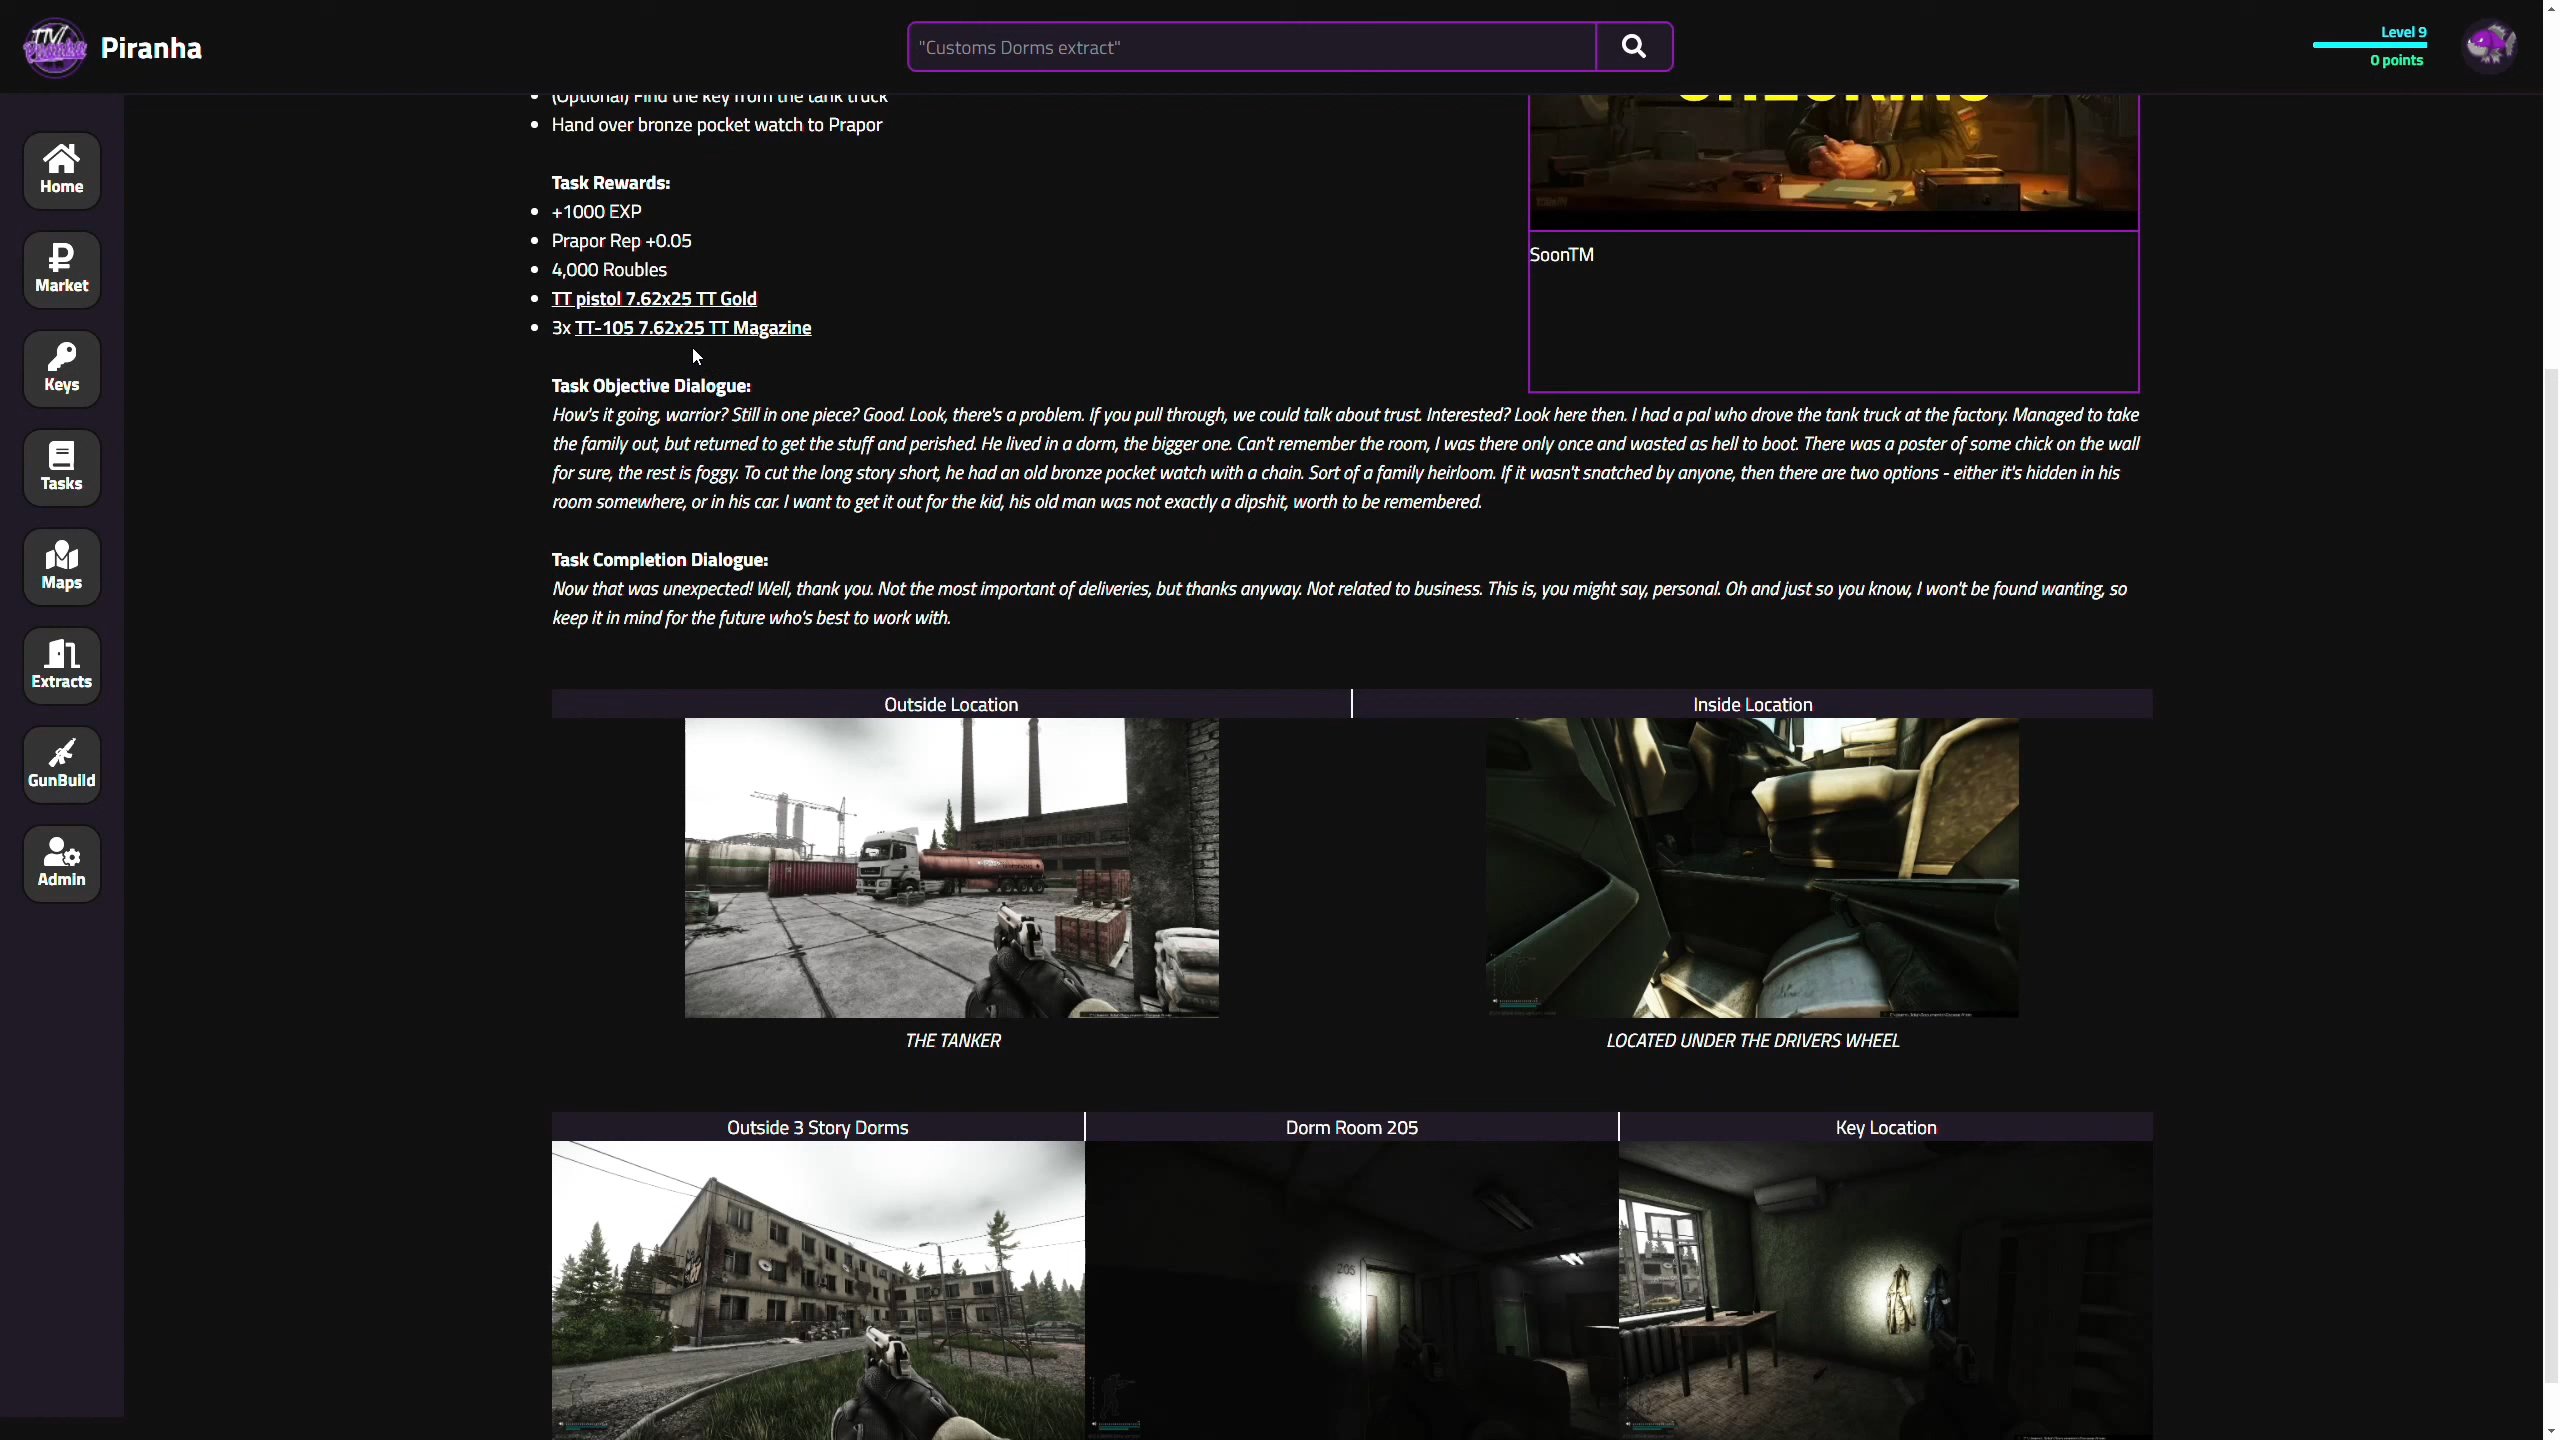 Piranha
"Customs Dorms extract"
Level 9
0 points
Home
Market
Keys
Tasks
Maps
Extracts
GunBuild
Admin
(Optional) Find the key from the tank truck
Hand over bronze pocket watch to Prapor
Task Rewards:
+1000 EXP
Prapor Rep +0.05
4,000 Roubles
TT pistol 7.62x25 TT Gold
3x TT-105 7.62x25 TT Magazine
CHECKING
SoonTM
Task Objective Dialogue:
How's it going, warrior? Still in one piece? Good. Look, there's a problem. If you pull through, we could talk about trust. Interested? Look here then. I had a pal who drove the tank truck at the factory. Managed to take
the family out, but returned to get the stuff and perished. He lived in a dorm, the bigger one. Can't remember the room, I was there only once and wasted as hell to boot. There was a poster of some chick on the wall
for sure, the rest is foggy. To cut the long story short, he had an old bronze pocket watch with a chain. Sort of a family heirloom. If it wasn't snatched by anyone, then there are two options - either it's hidden in his
room somewhere, or in his car. I want to get it out for the kid, his old man was not exactly a dipshit, worth to be remembered.
Task Completion Dialogue:
Now that was unexpected! Well, thank you. Not the most important of deliveries, but thanks anyway. Not related to business. This is, you might say, personal. Oh and just so you know, I won't be found wanting, so
keep it in mind for the future who's best to work with.
Outside Location
Inside Location
THE TANKER
LOCATED UNDER THE DRIVERS WHEEL
Outside 3 Story Dorms
Dorm Room 205
Key Location
205